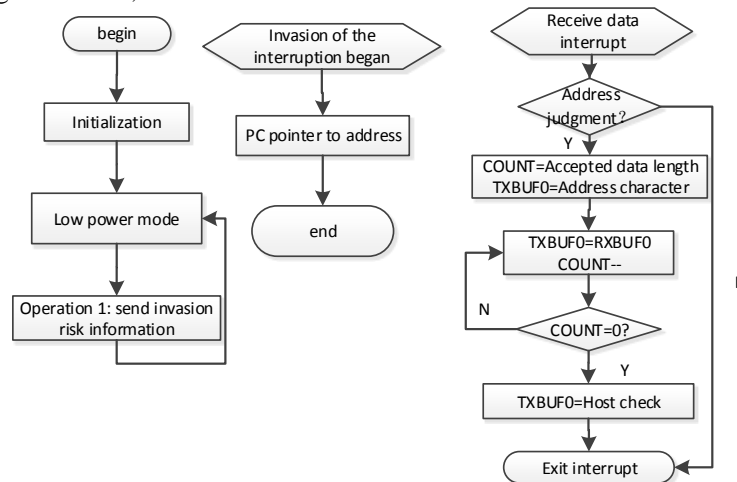 begin
Initialization
Low power mode
Operation 1: send invasion
risk information
Invasion of the
interruption began
PC pointer to address
end
Receive data
interrupt
Address
judgment?
Y
COUNT=Accepted data length
TXBUF0=Address character
TXBUF0=RXBUF0
COUNT--
N
COUNT=0?
Y
TXBUF0=Host check
Exit interrupt